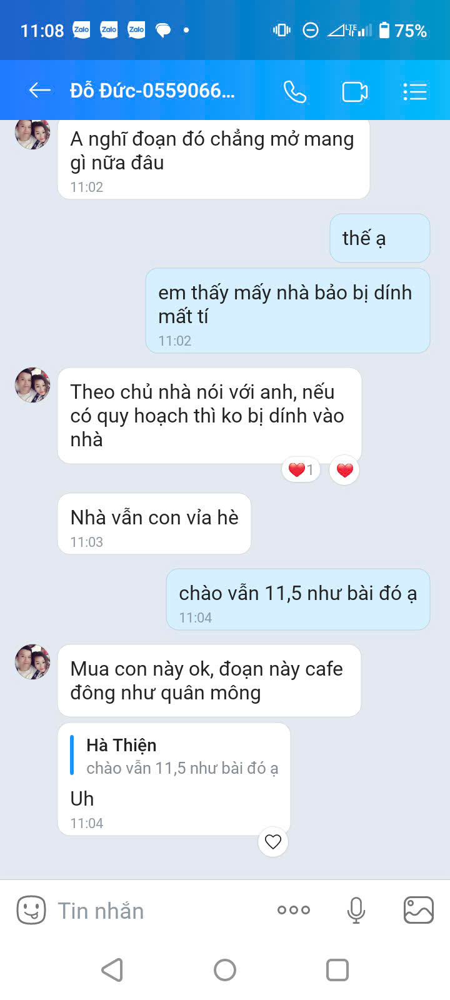 11:08 Zalo Zalo Zalo LTE 75%
Đỗ Đức-0559066...
A nghĩ đoạn đó chẳng mở mang
gì nữa đâu
11:02
thế ạ
em thấy mấy nhà bảo bị dính
mất tí
11:02
Theo chủ nhà nói với anh, nếu
có quy hoạch thì ko bị dính vào
nhà
1
Nhà vẫn con vỉa hè
11:03
chào vẫn 11,5 như bài đó ạ
11:04
Mua con này ok, đoạn này cafe
đông như quân mông
Hà Thiện
chào vẫn 11,5 như bài đó ạ
Uh
11:04
Tin nhắn